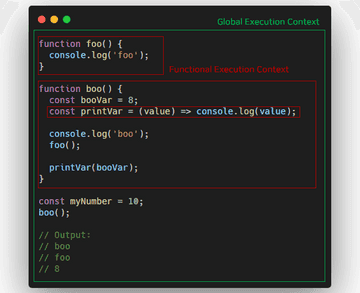 Global Execution Context
function foo() {
  console.log('foo');
}
Functional Execution Context
function boo() {
  const booVar = 8;
  const printVar = (value) => console.log(value);
  console.log('boo');
  foo();
  printVar(booVar);
}
const myNumber = 10;
boo();
// Output:
// boo
// foo
// 8